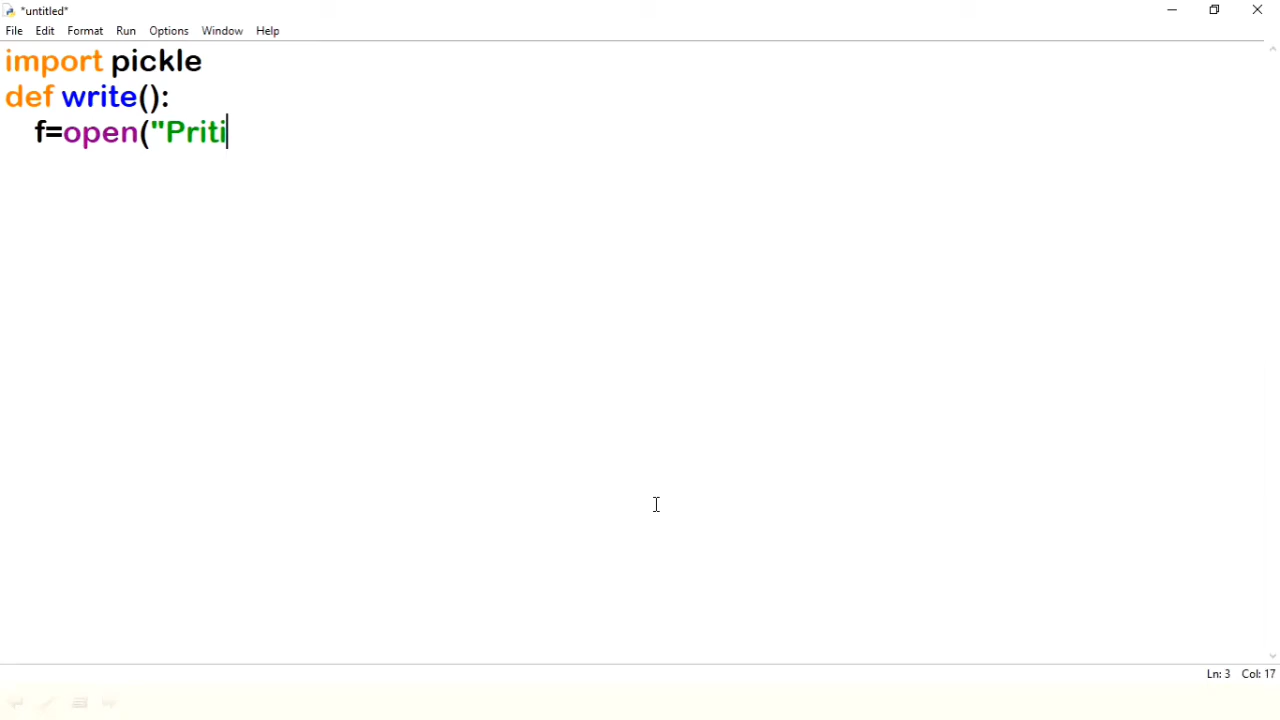 *untitled*
File Edit Format Run Options Window Help
import pickle
def write():
    f=open("Priti
Ln: 3 Col: 17